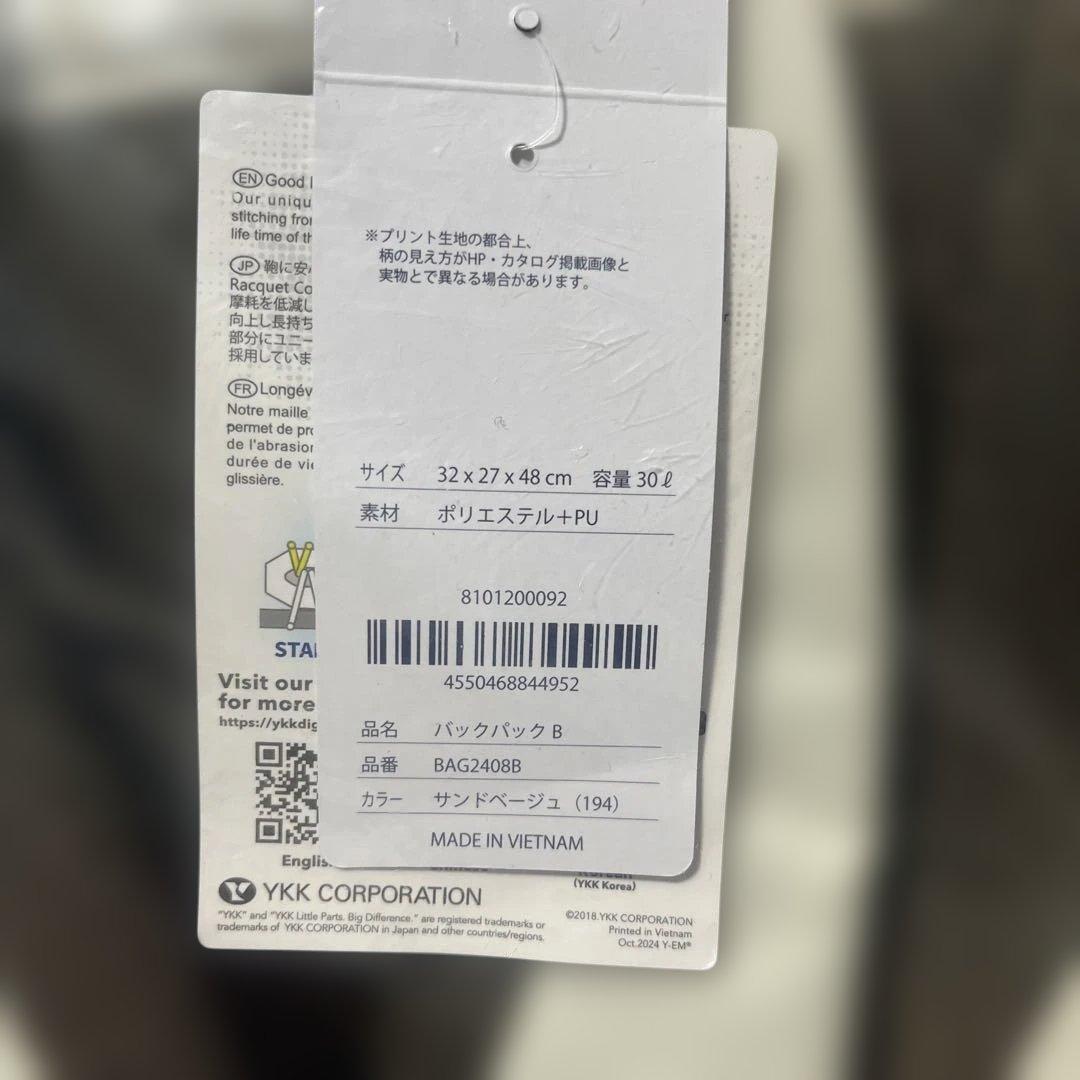 EN Good
Our uniqu
stitching fro
life time of th
JP 鞄に安
Racquet Co
摩耗を低減し
向上し長持ち
部分にユニー
採用していま
FR Longév
Notre maille
permet de pro
de l'abrasion
durée de vie
glissière.
STA
Visit our
for more
https://ykkdig
Englis
(YKK Korea)
YKK CORPORATION
"YKK" and "YKK Little Parts. Big Difference." are registered trademarks or
trademarks of YKK CORPORATION in Japan and other countries/regions.
©2018.YKK CORPORATION
Printed in Vietnam
Oct.2024 Y-EM®
※プリント生地の都合上、
柄の見え方がHP・カタログ掲載画像と
実物とで異なる場合があります。
サイズ 32 x 27 x 48 cm 容量 30ℓ
素材 ポリエステル+PU
8101200092
4550468844952
品名 バックパック B
品番 BAG2408B
カラー サンドベージュ (194)
MADE IN VIETNAM